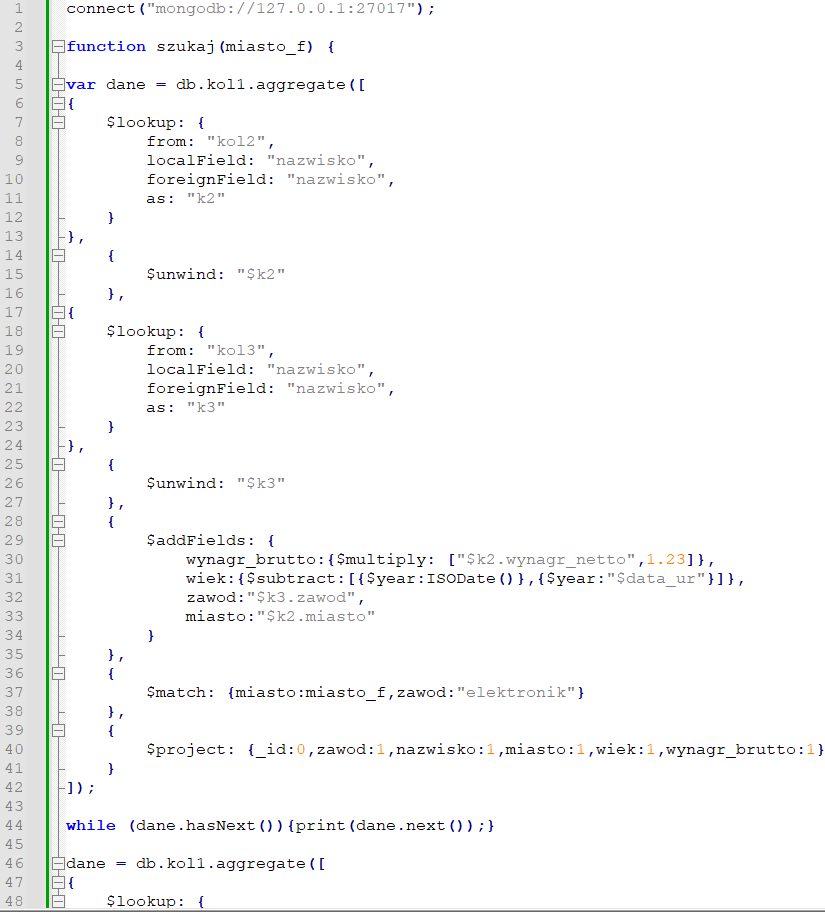 1 connect("mongodb://127.0.0.1:27017");
2
3 function szukaj(miasto_f) {
4
5 var dane = db.kol1.aggregate([
6 {
7     $lookup: {
8         from: "kol2",
9         localField: "nazwisko",
10         foreignField: "nazwisko",
11         as: "k2"
12     }
13 },
14     {
15         $unwind: "$k2"
16     },
17 {
18     $lookup: {
19         from: "kol3",
20         localField: "nazwisko",
21         foreignField: "nazwisko",
22         as: "k3"
23     }
24 },
25     {
26         $unwind: "$k3"
27     },
28     {
29         $addFields: {
30             wynagr_brutto:{$multiply: ["$k2.wynagr_netto",1.23]},
31             wiek:{$subtract:[{$year:ISODate()},{$year:"$data_ur"}]},
32             zawod:"$k3.zawod",
33             miasto:"$k2.miasto"
34         }
35     },
36     {
37         $match: {miasto:miasto_f,zawod:"elektronik"}
38     },
39     {
40         $project: {_id:0,zawod:1,nazwisko:1,miasto:1,wiek:1,wynagr_brutto:1}
41     }
42 ]);
43
44 while (dane.hasNext()){print(dane.next());}
45
46 dane = db.kol1.aggregate([
47 {
48     $lookup: {